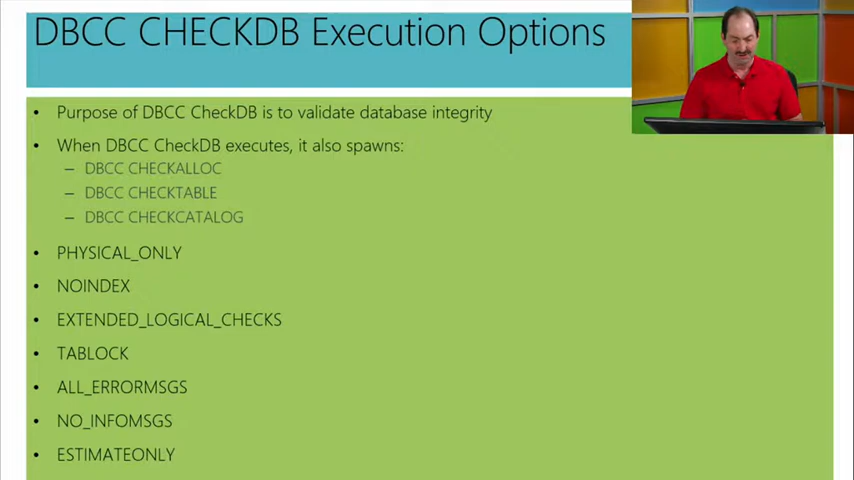 DBCC CHECKDB Execution Options
• Purpose of DBCC CheckDB is to validate database integrity
• When DBCC CheckDB executes, it also spawns:
– DBCC CHECKALLOC
– DBCC CHECKTABLE
– DBCC CHECKCATALOG
• PHYSICAL_ONLY
• NOINDEX
• EXTENDED_LOGICAL_CHECKS
• TABLOCK
• ALL_ERRORMSGS
• NO_INFOMSGS
• ESTIMATEONLY